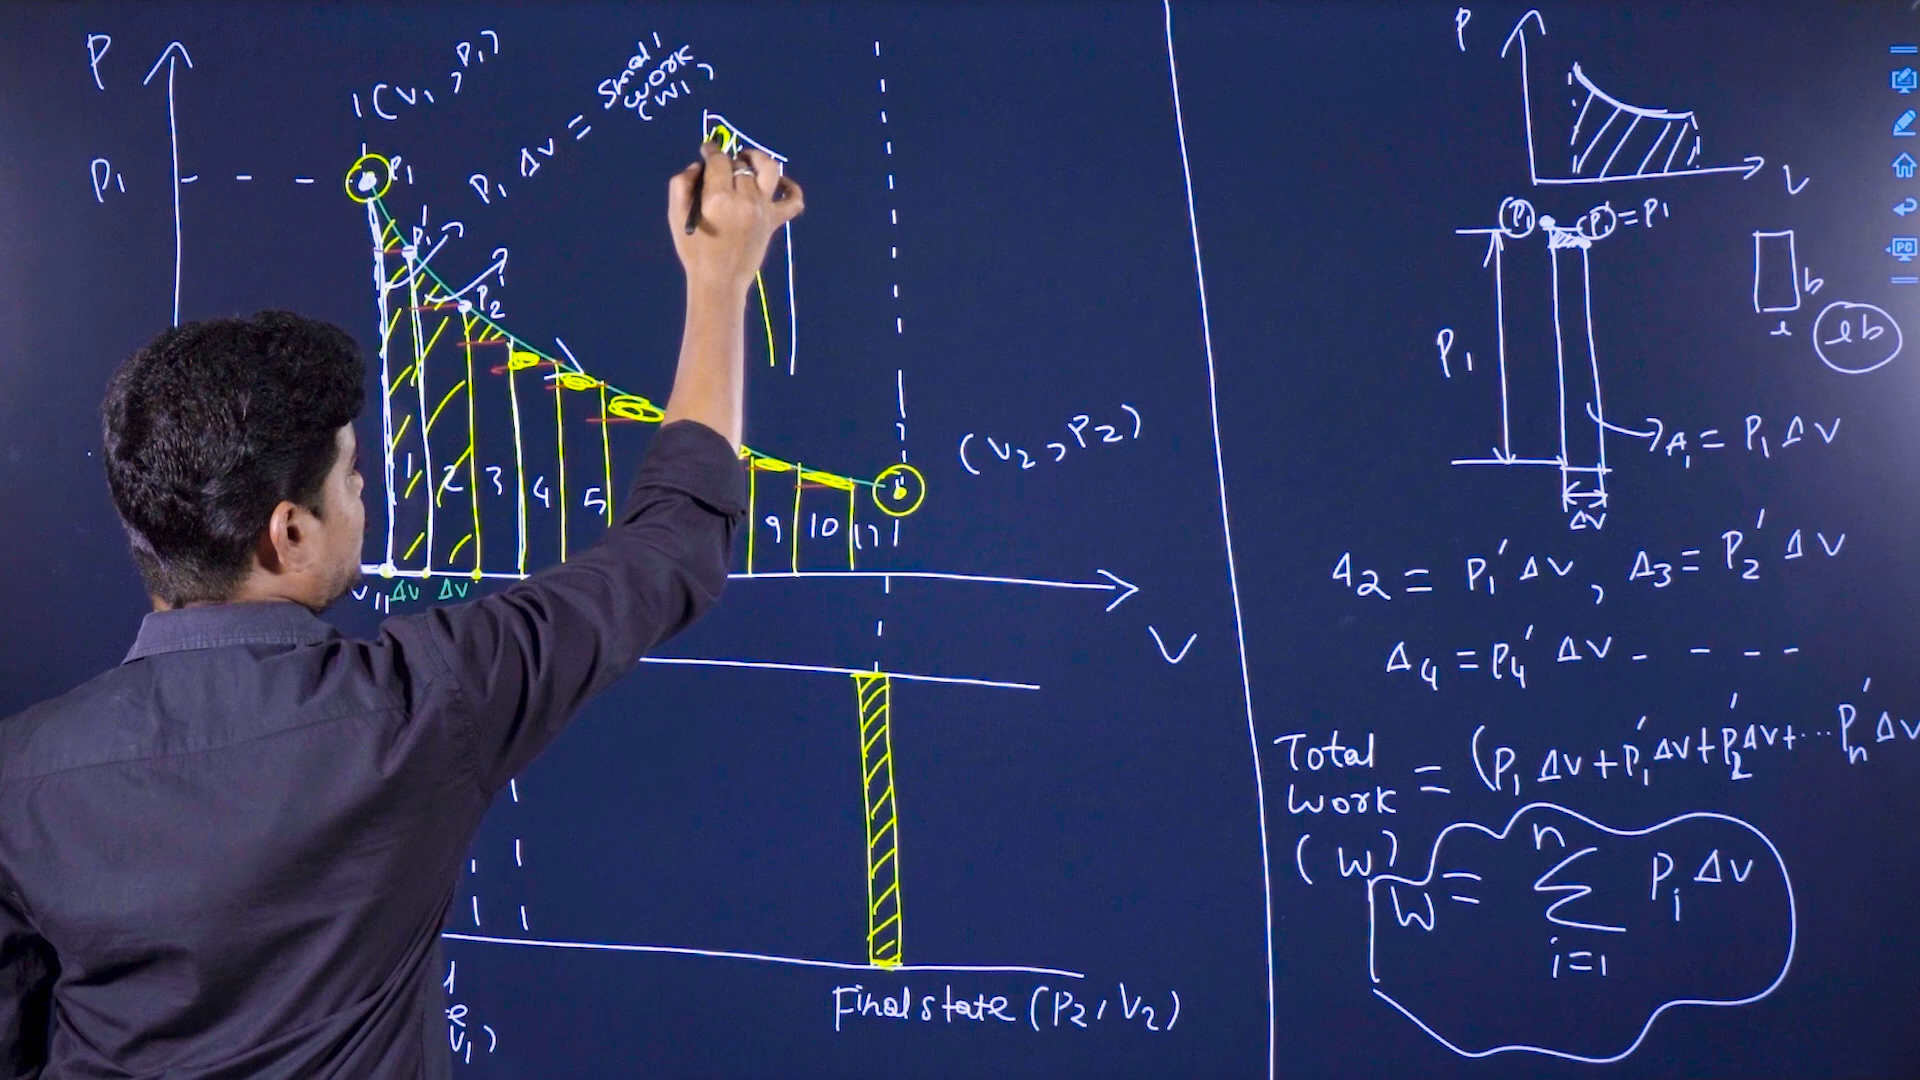 P
(V₁, P₁)
P₁
P₁
P₁ ΔV = small work (W₁)
P₁'
P₂'
1 2 3 4 5 9 10 11
b
(V₂, P₂)
V₁ ΔV ΔV
V
Final state (P₂, V₂)
V₁)
P
V
(P₁) (P₁') = P₁
P₁
b
l
lb
A₁ = P₁ ΔV
ΔV
A₂ = P₁' ΔV, A₃ = P₂' ΔV
A₄ = P₄' ΔV - - - -
Total work (W) = (P₁ ΔV + P₁' ΔV + P₂' ΔV + ... Pₙ' ΔV
W = Σ Pᵢ ΔV
n
i=1